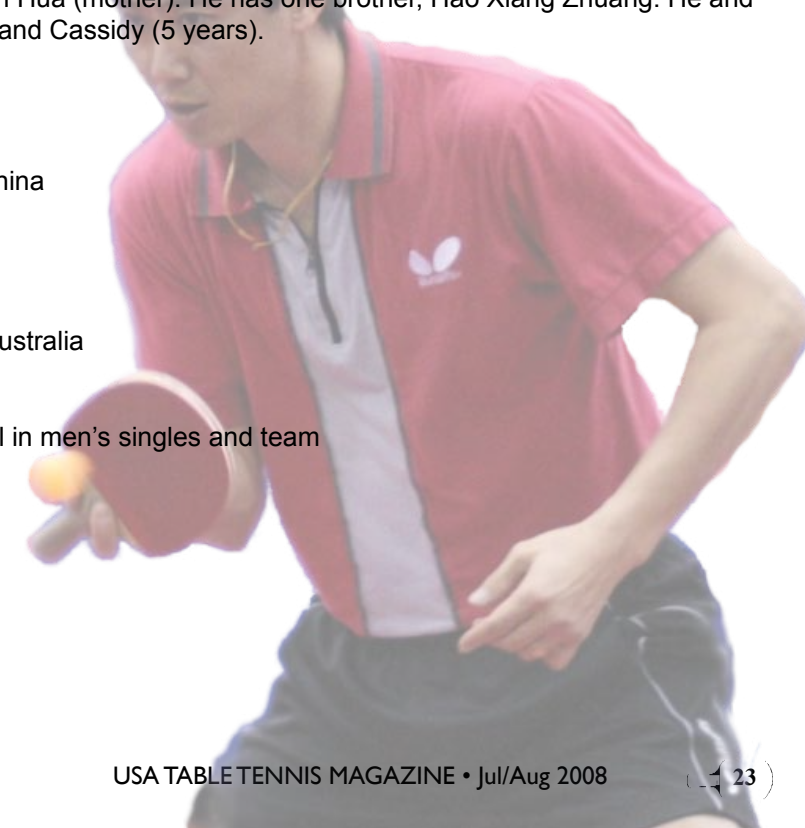 Hua (mother). He has one brother, Hao Xiang Zhuang. He and
and Cassidy (5 years).
hina
ustralia
l in men's singles and team
USA TABLE TENNIS MAGAZINE • Jul/Aug 2008 23